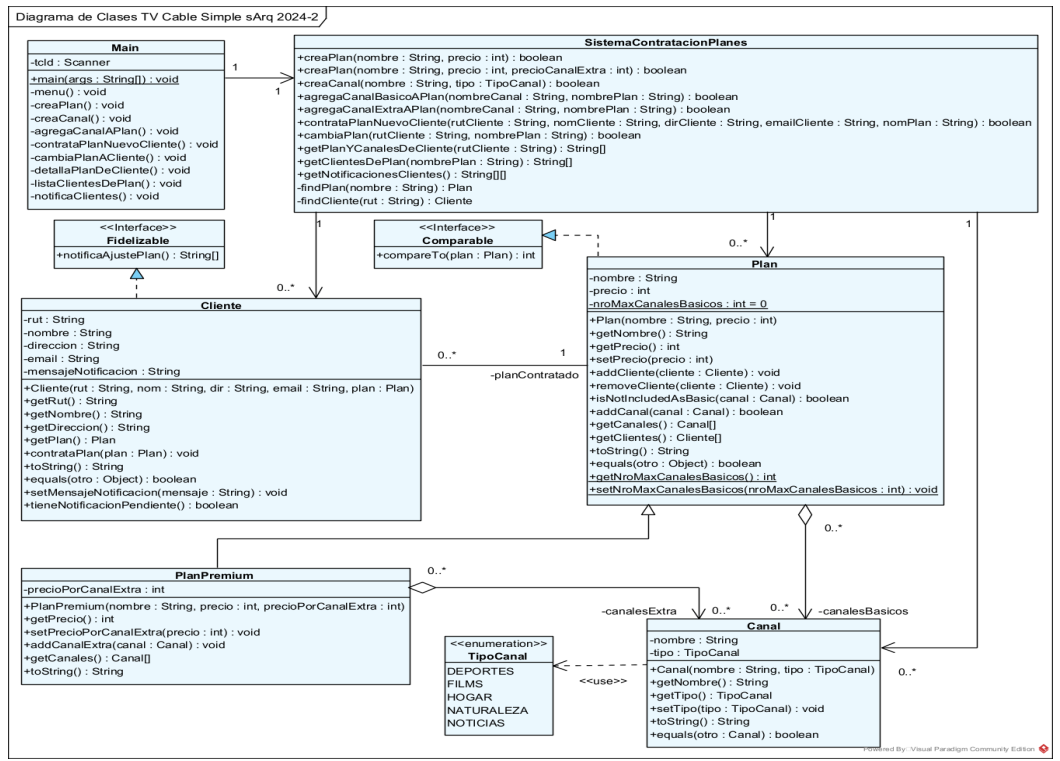 Diagrama de Clases TV Cable Simple sArq 2024-2
Main
-tcld : Scanner
+main(args : String[]) : void
-menu() : void
-creaPlan() : void
-creaCanal() : void
-agregaCanalAPlan() : void
-contrataPlanNuevoCliente() : void
-cambiaPlanACliente() : void
-detallaPlanDeCliente() : void
-listaClientesDePlan() : void
-notificaClientes() : void
1
1
SistemaContratacionPlanes
+creaPlan(nombre : String, precio : int) : boolean
+creaPlan(nombre : String, precio : int, precioCanalExtra : int) : boolean
+creaCanal(nombre : String, tipo : TipoCanal) : boolean
+agregaCanalBasicoAPlan(nombreCanal : String, nombrePlan : String) : boolean
+agregaCanalExtraAPlan(nombreCanal : String, nombrePlan : String) : boolean
+contrataPlanNuevoCliente(rutCliente : String, nomCliente : String, dirCliente : String, emailCliente : String, nomPlan : String) : boolean
+cambiaPlan(rutCliente : String, nombrePlan : String) : boolean
+getPlanYCanalesDeCliente(rutCliente : String) : String[]
+getClientesDePlan(nombrePlan : String) : String[]
+getNotificacionesClientes() : String[][]
-findPlan(nombre : String) : Plan
-findCliente(rut : String) : Cliente
1
1
1
<<Interface>>
Fidelizable
+notificaAjustePlan() : String[]
<<Interface>>
Comparable
+compareTo(plan : Plan) : int
0..*
0..*
Cliente
-rut : String
-nombre : String
-direccion : String
-email : String
-mensajeNotificacion : String
+Cliente(rut : String, nom : String, dir : String, email : String, plan : Plan)
+getRut() : String
+getNombre() : String
+getDireccion() : String
+getPlan() : Plan
+contrataPlan(plan : Plan) : void
+toString() : String
+equals(otro : Object) : boolean
+setMensajeNotificacion(mensaje : String) : void
+tieneNotificacionPendiente() : boolean
0..*
1
-planContratado
Plan
-nombre : String
-precio : int
-nroMaxCanalesBasicos : int = 0
+Plan(nombre : String, precio : int)
+getNombre() : String
+getPrecio() : int
+setPrecio(precio : int)
+addCliente(cliente : Cliente) : void
+removeCliente(cliente : Cliente) : void
+isNotIncludedAsBasic(canal : Canal) : boolean
+addCanal(canal : Canal) : boolean
+getCanales() : Canal[]
+getClientes() : Cliente[]
+toString() : String
+equals(otro : Object) : boolean
+getNroMaxCanalesBasicos() : int
+setNroMaxCanalesBasicos(nroMaxCanalesBasicos : int) : void
0..*
PlanPremium
-precioPorCanalExtra : int
+PlanPremium(nombre : String, precio : int, precioPorCanalExtra : int)
+getPrecio() : int
+setPrecioPorCanalExtra(precio : int) : void
+addCanalExtra(canal : Canal) : void
+getCanales() : Canal[]
+toString() : String
0..*
-canalesExtra
0..*
0..*
-canalesBasicos
<<enumeration>>
TipoCanal
DEPORTES
FILMS
HOGAR
NATURALEZA
NOTICIAS
<<use>>
Canal
-nombre : String
-tipo : TipoCanal
+Canal(nombre : String, tipo : TipoCanal)
+getNombre() : String
+getTipo() : TipoCanal
+setTipo(tipo : TipoCanal) : void
+toString() : String
+equals(otro : Canal) : boolean
0..*
Powered By: Visual Paradigm Community Edition